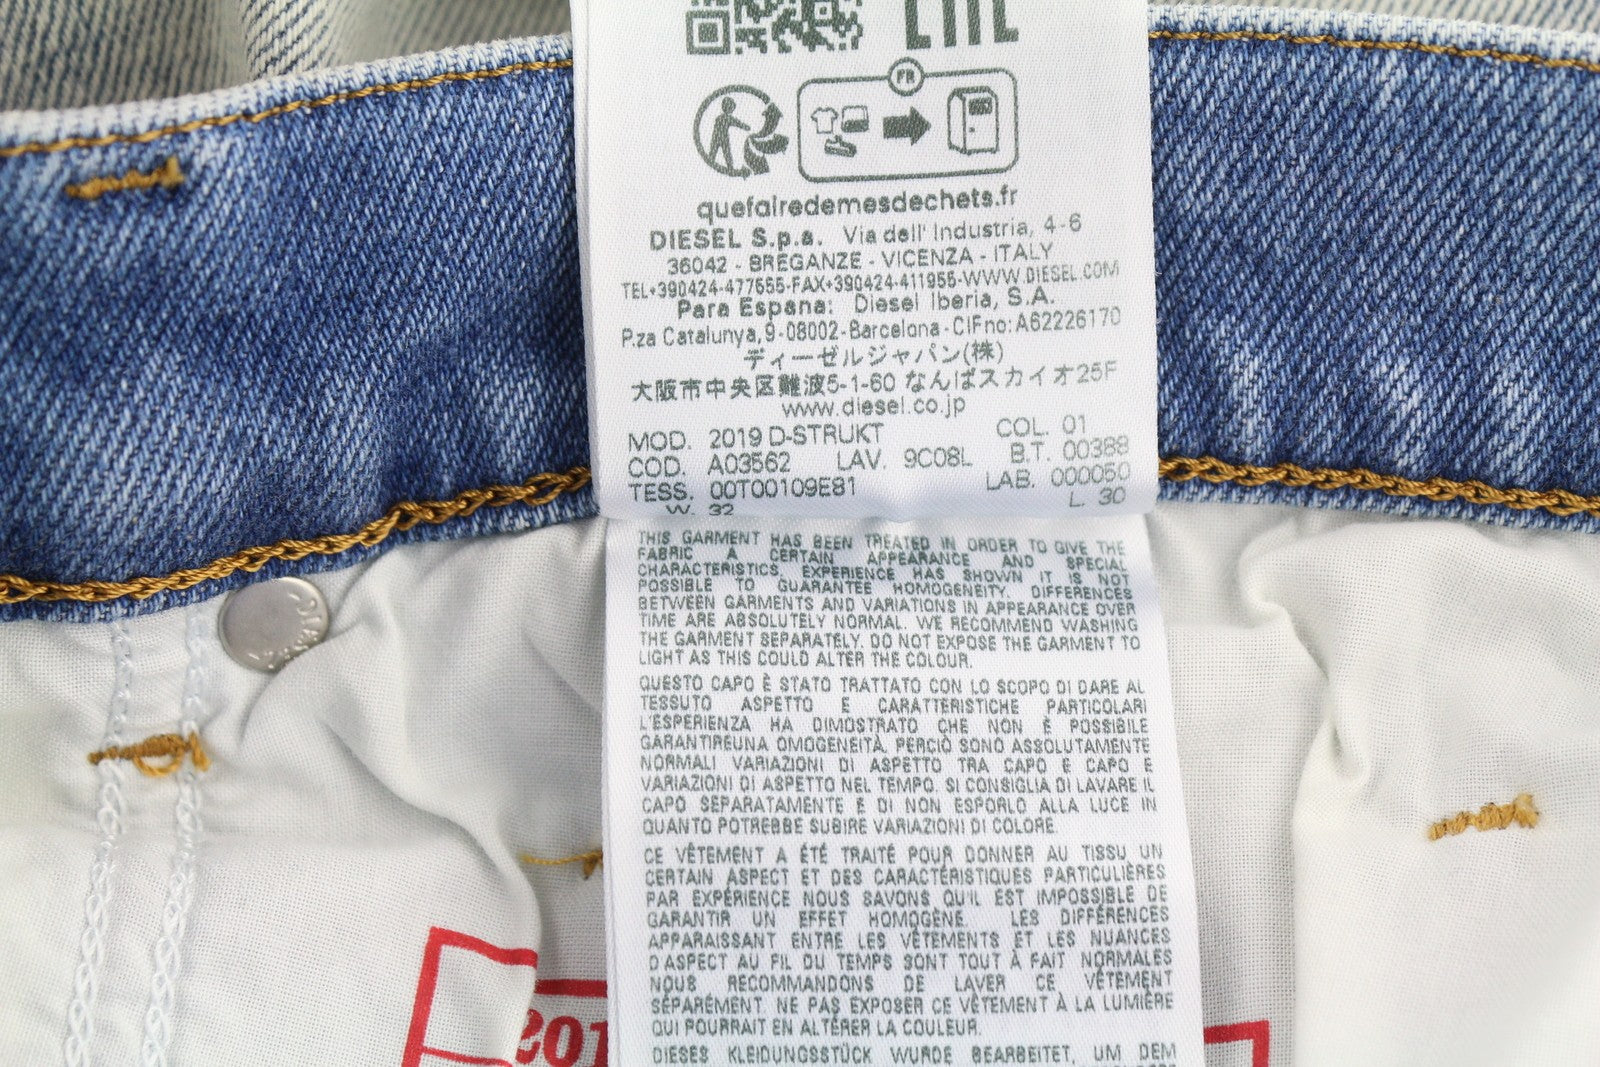 EAC
FR
quefairedemesdechets.fr
DIESEL S.p.a. Via dell' Industria, 4-6
36042 - BREGANZE - VICENZA - ITALY
TEL+390424-477555-FAX+390424-411955-WWW.DIESEL.COM
Para Espana: Diesel Iberia, S.A.
P.za Catalunya, 9-08002-Barcelona-CIFno:A62226170
ディーゼルジャパン(株)
大阪市中央区難波5-1-60 なんばスカイオ25F
www.diesel.co.jp
MOD. 2019 D-STRUKT COL. 01
COD. A03562 LAV. 9C08L B.T. 00388
TESS. 00T00109E81 LAB. 000050
W. 32 L. 30
THIS GARMENT HAS BEEN TREATED IN ORDER TO GIVE THE
FABRIC A CERTAIN APPEARANCE AND SPECIAL
CHARACTERISTICS. EXPERIENCE HAS SHOWN IT IS NOT
POSSIBLE TO GUARANTEE HOMOGENEITY. DIFFERENCES
BETWEEN GARMENTS AND VARIATIONS IN APPEARANCE OVER
TIME ARE ABSOLUTELY NORMAL. WE RECOMMEND WASHING
THE GARMENT SEPARATELY. DO NOT EXPOSE THE GARMENT TO
LIGHT AS THIS COULD ALTER THE COLOUR.
QUESTO CAPO È STATO TRATTATO CON LO SCOPO DI DARE AL
TESSUTO ASPETTO E CARATTERISTICHE PARTICOLARI
L'ESPERIENZA HA DIMOSTRATO CHE NON È POSSIBILE
GARANTIREUNA OMOGENEITÀ, PERCIÒ SONO ASSOLUTAMENTE
NORMALI VARIAZIONI DI ASPETTO TRA CAPO E CAPO E
VARIAZIONI DI ASPETTO NEL TEMPO. SI CONSIGLIA DI LAVARE IL
CAPO SEPARATAMENTE E DI NON ESPORLO ALLA LUCE IN
QUANTO POTREBBE SUBIRE VARIAZIONI DI COLORE.
CE VÊTEMENT A ÉTÉ TRAITÉ POUR DONNER AU TISSU UN
CERTAIN ASPECT ET DES CARACTÉRISTIQUES PARTICULIÈRES
PAR EXPÉRIENCE NOUS SAVONS QU'IL EST IMPOSSIBLE DE
GARANTIR UN EFFET HOMOGÈNE. LES DIFFÉRENCES
APPARAISSANT ENTRE LES VÊTEMENTS ET LES NUANCES
D'ASPECT AU FIL DU TEMPS SONT TOUT À FAIT NORMALES
NOUS RECOMMANDONS DE LAVER CE VÊTEMENT
SÉPARÉMENT. NE PAS EXPOSER CE VÊTEMENT À LA LUMIÈRE
QUI POURRAIT EN ALTÉRER LA COULEUR.
DIESES KLEIDUNGSSTÜCK WURDE BEARBEITET, UM DEM
DIESEL
201